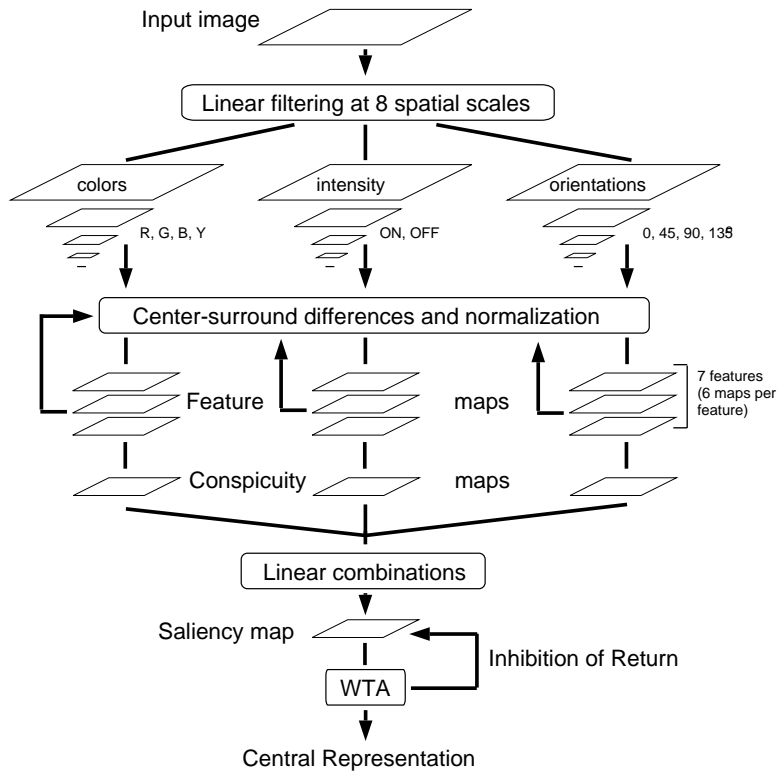 Input image
Linear filtering at 8 spatial scales
colors
intensity
orientations
R, G, B, Y
ON, OFF
0, 45, 90, 135°
Center-surround differences and normalization
7 features
(6 maps per
feature)
Feature
maps
Conspicuity
maps
Linear combinations
Saliency map
Inhibition of Return
WTA
Central Representation